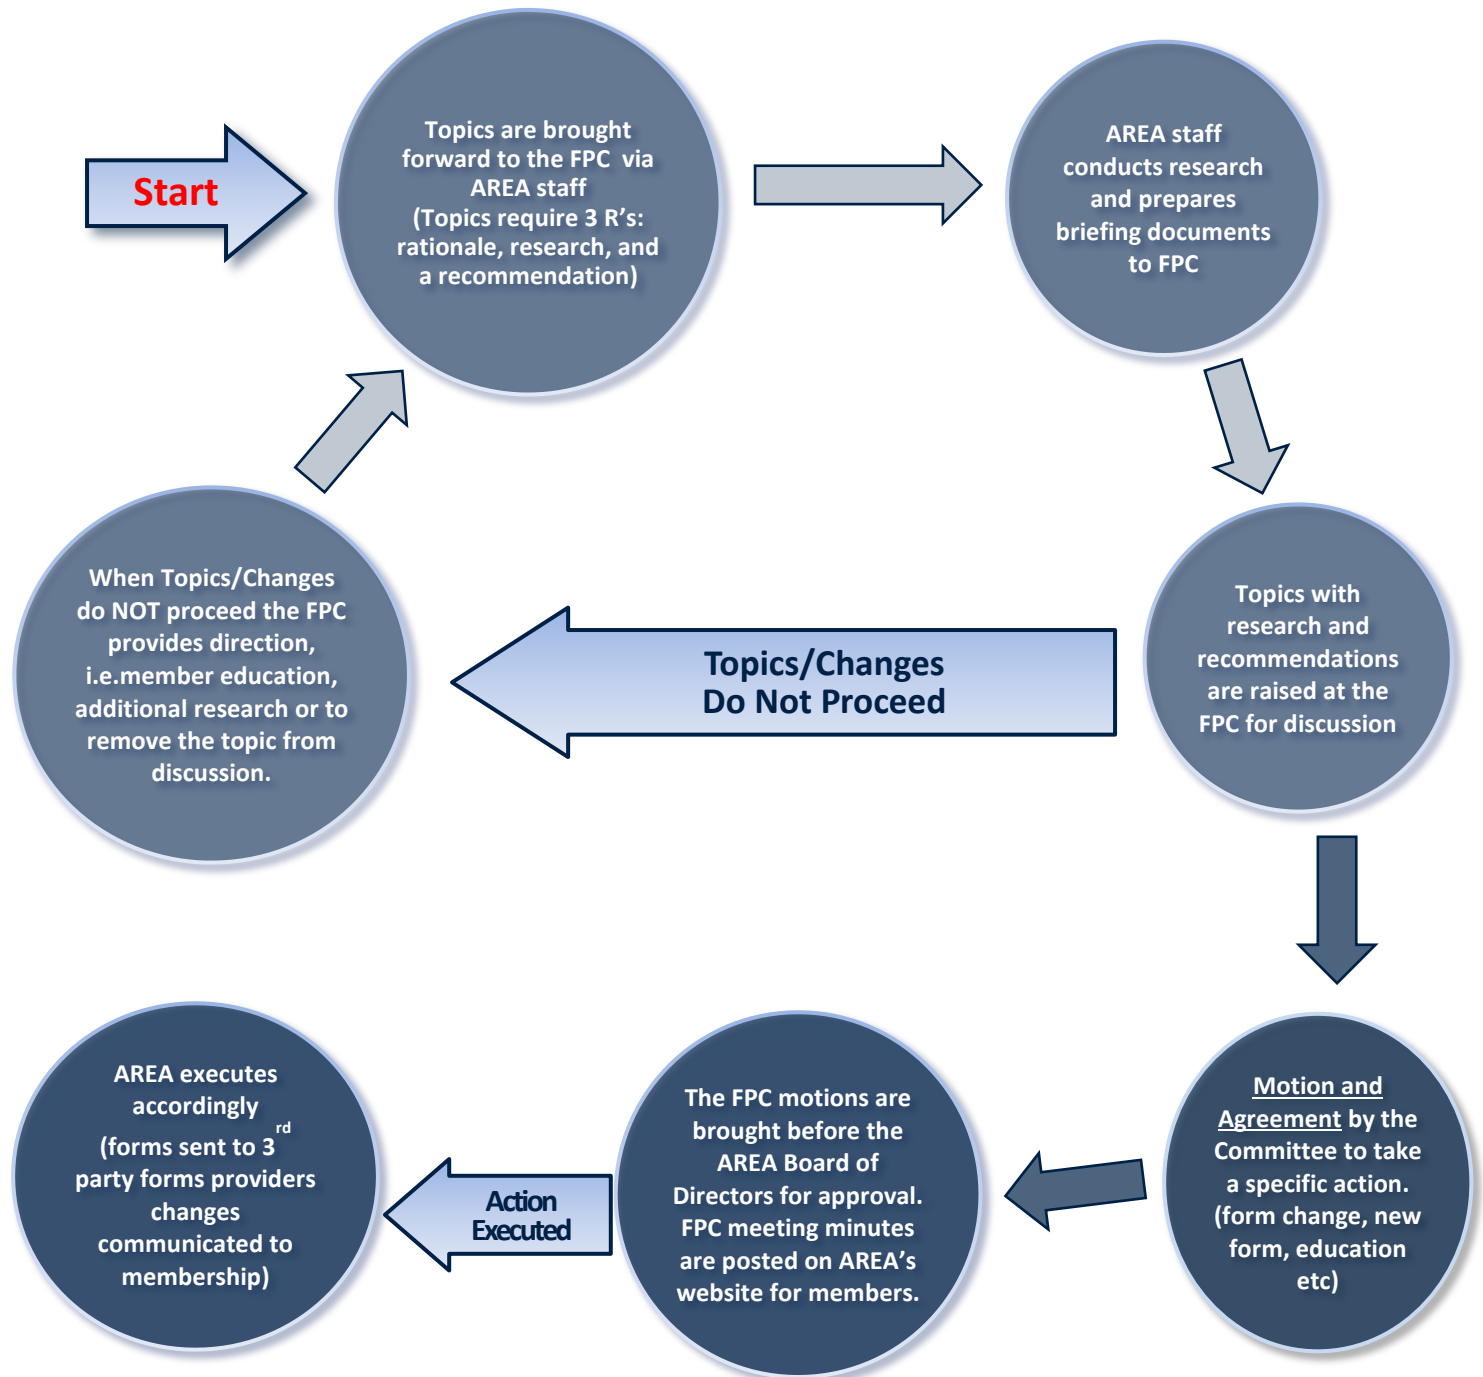 Start
Topics are brought
forward to the FPC via
AREA staff
(Topics require 3 R's:
rationale, research, and
a recommendation)
AREA staff
conducts research
and prepares
briefing documents
to FPC
Topics with
research and
recommendations
are raised at the
FPC for discussion
Topics/Changes
Do Not Proceed
When Topics/Changes
do NOT proceed the FPC
provides direction,
i.e.member education,
additional research or to
remove the topic from
discussion.
Motion and
Agreement by the
Committee to take
a specific action.
(form change, new
form, education
etc)
The FPC motions are
brought before the
AREA Board of
Directors for approval.
FPC meeting minutes
are posted on AREA's
website for members.
Action
Executed
AREA executes
accordingly
(forms sent to 3rd
party forms providers
changes
communicated to
membership)